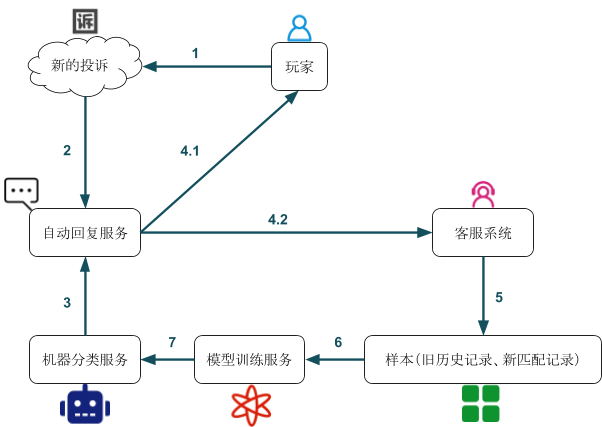 诉
1
新的投诉
玩家
2
4.1
自动回复服务
4.2
客服系统
3
5
7
6
机器分类服务
模型训练服务
样本(旧历史记录、新匹配记录)